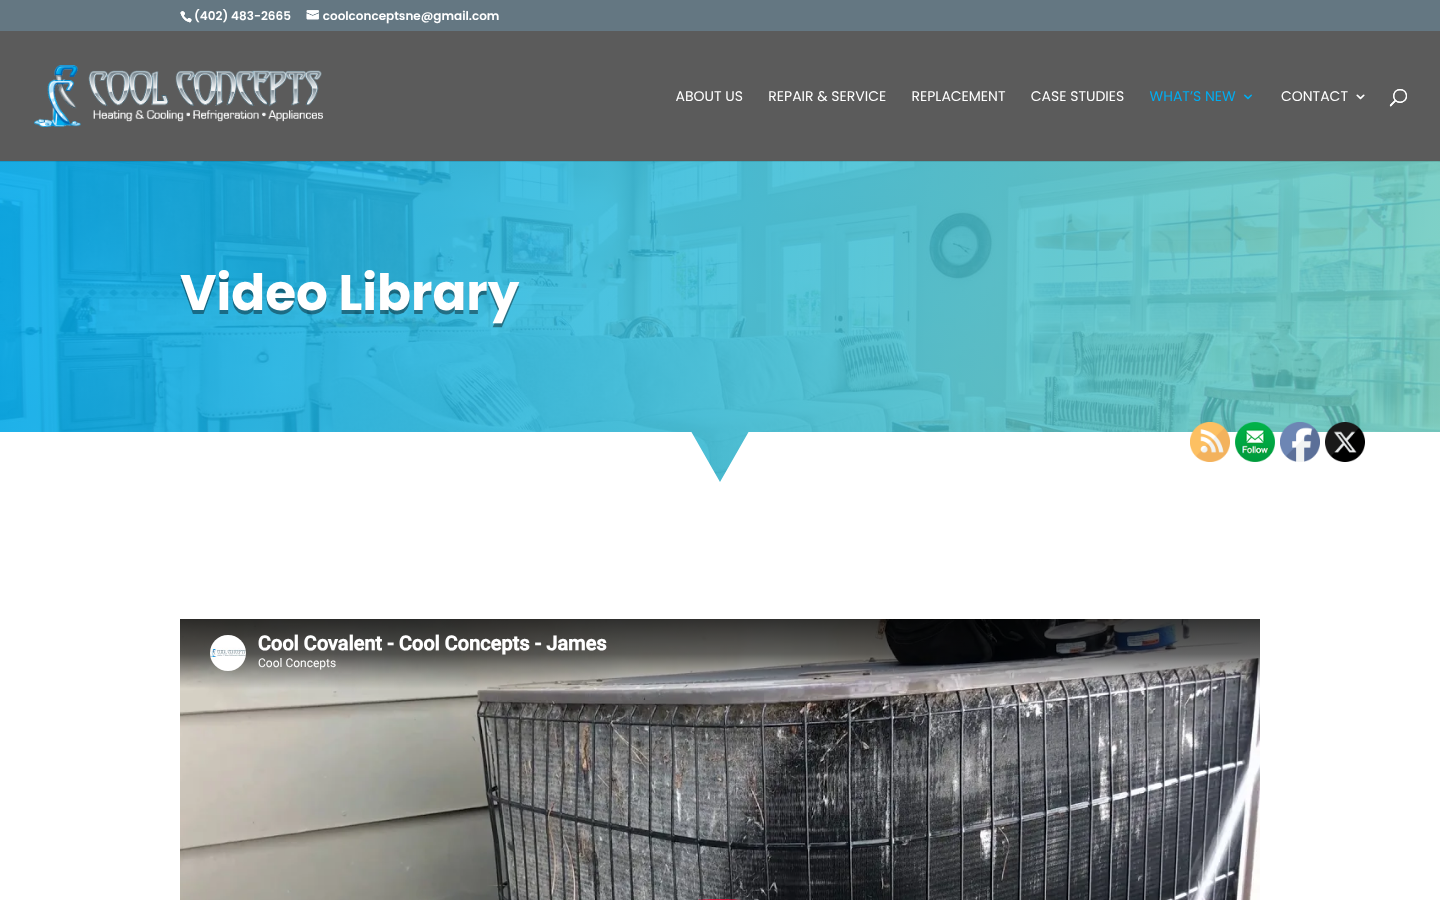 (402) 483-2665 coolconceptsne@gmail.com
COOL CONCEPTS
Heating & Cooling • Refrigeration • Appliances
ABOUT US REPAIR & SERVICE REPLACEMENT CASE STUDIES WHAT'S NEW CONTACT
Video Library
Follow
Cool Covalent - Cool Concepts - James
Cool Concepts